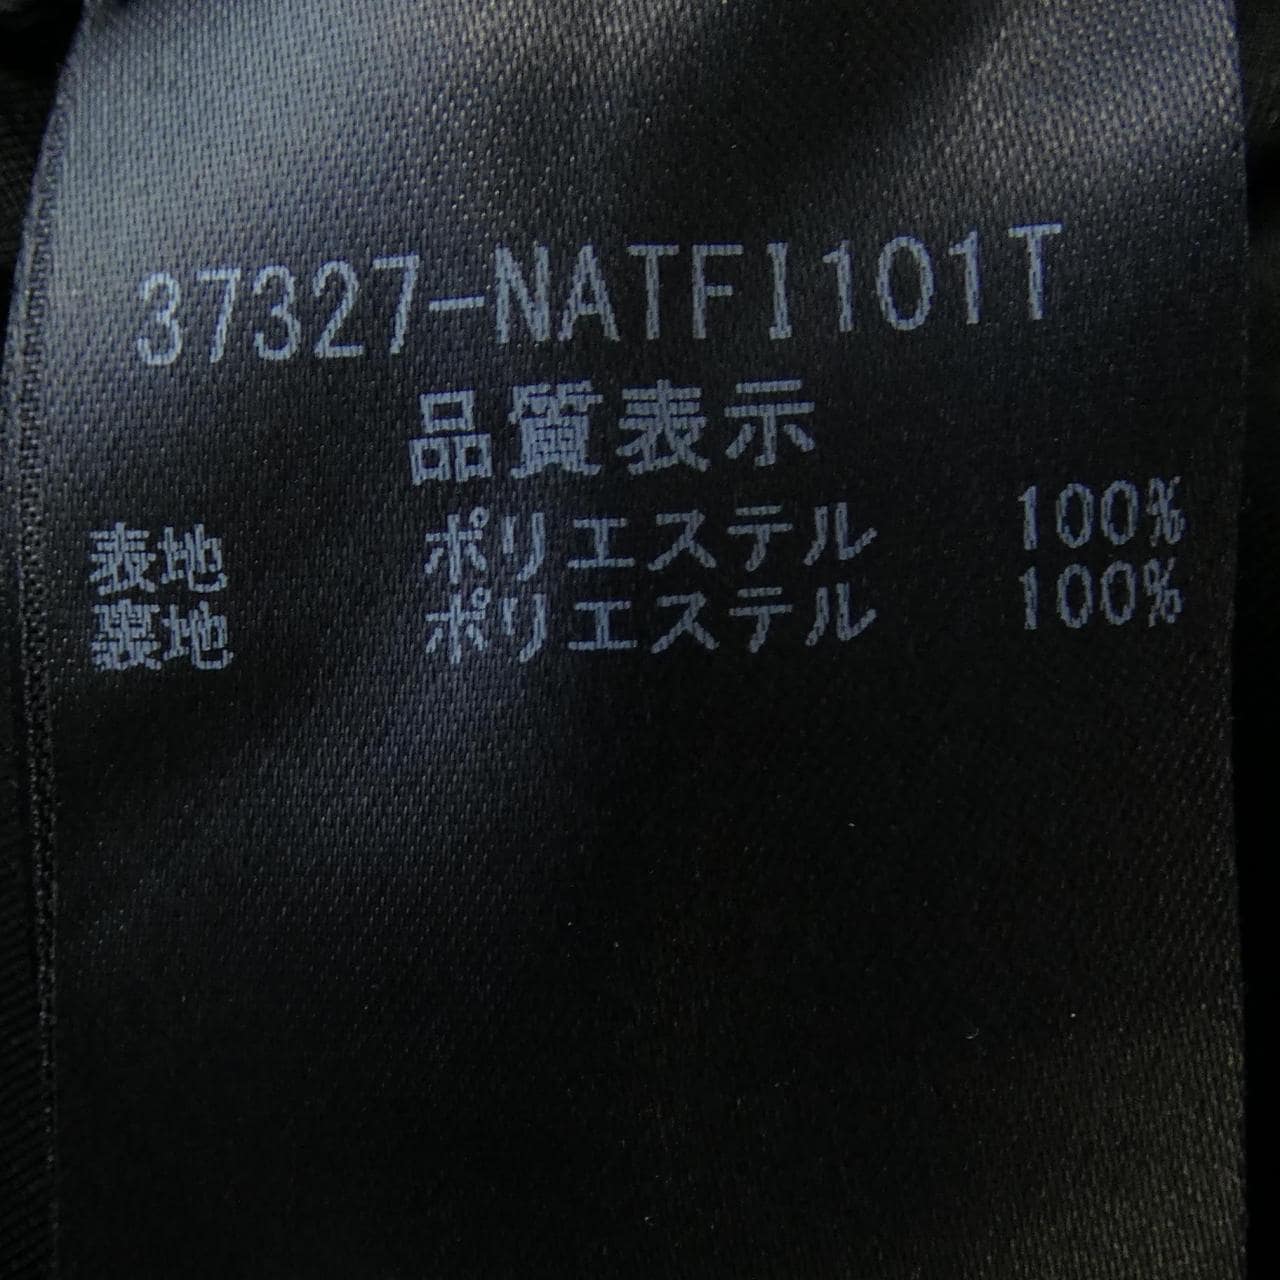 37327-NATFI101T
品質表示
表地 ポリエステル 100%
裏地 ポリエステル 100%